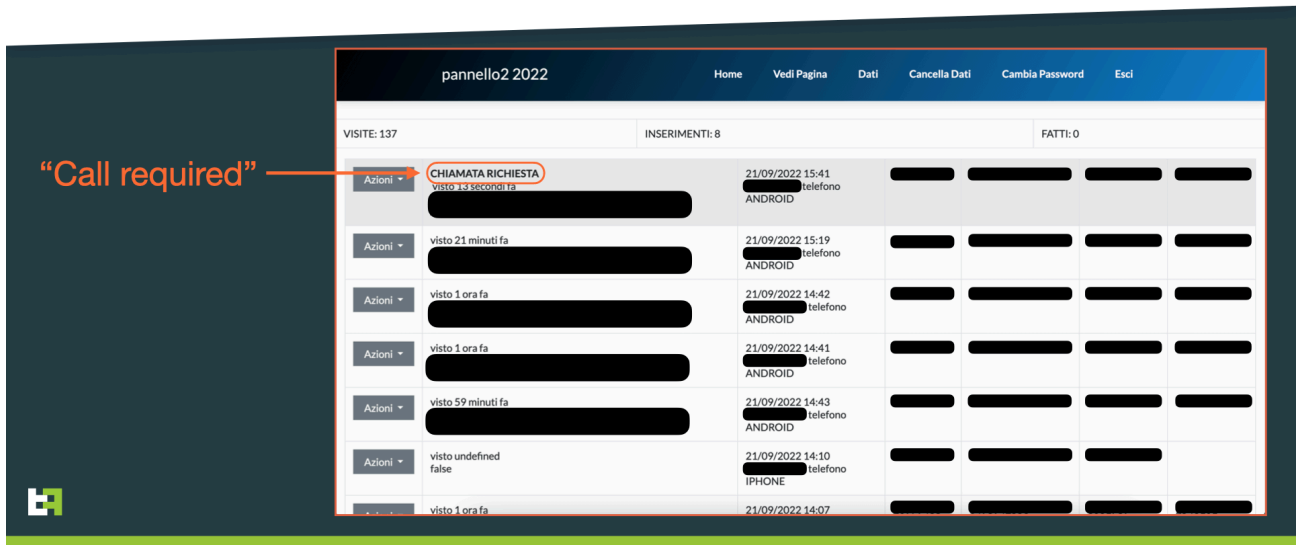 pannello2 2022
Home Vedi Pagina Dati Cancella Dati Cambia Password Esci
VISITE: 137 INSERIMENTI: 8 FATTI: 0
“Call required”
Azioni
CHIAMATA RICHIESTA
visto 13 secondi fa
21/09/2022 15:41
telefono
ANDROID
Azioni
visto 21 minuti fa
21/09/2022 15:19
telefono
ANDROID
Azioni
visto 1 ora fa
21/09/2022 14:42
telefono
ANDROID
Azioni
visto 1 ora fa
21/09/2022 14:41
telefono
ANDROID
Azioni
visto 59 minuti fa
21/09/2022 14:43
telefono
ANDROID
Azioni
visto undefined
false
21/09/2022 14:10
telefono
IPHONE
visto 1 ora fa
21/09/2022 14:07